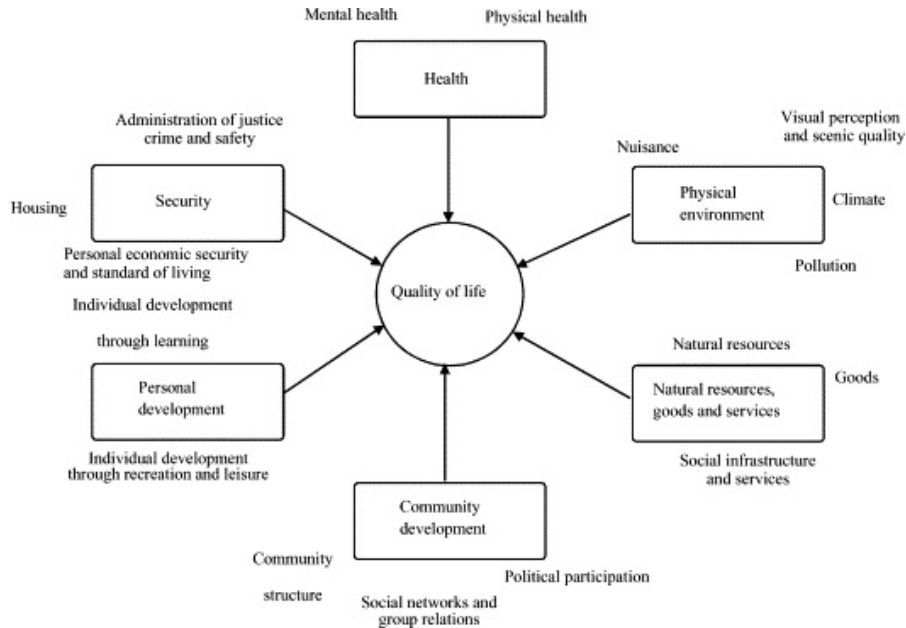 Mental health
Physical health
Health
Administration of justice
crime and safety
Visual perception
and scenic quality
Nuisance
Housing
Security
Physical
environment
Climate
Personal economic security
and standard of living
Pollution
Quality of life
Individual development
through learning
Natural resources
Goods
Personal
development
Natural resources,
goods and services
Individual development
through recreation and leisure
Social infrastructure
and services
Community
development
Community
structure
Political participation
Social networks and
group relations